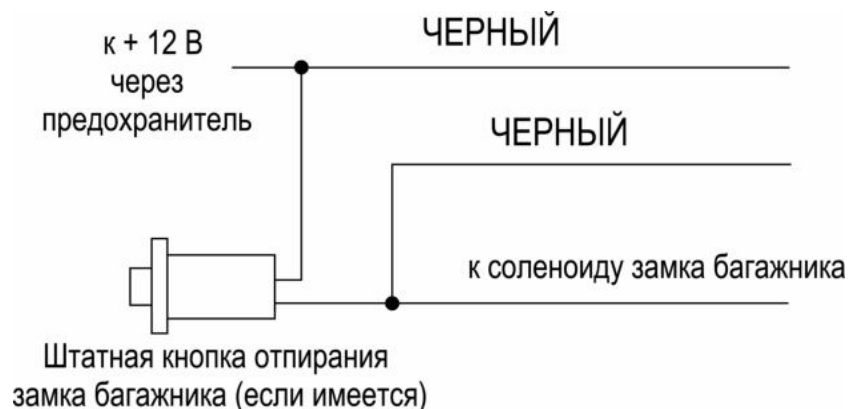 к + 12 В
через
предохранитель
ЧЕРНЫЙ
ЧЕРНЫЙ
к соленоиду замка багажника
Штатная кнопка отпирания
замка багажника (если имеется)